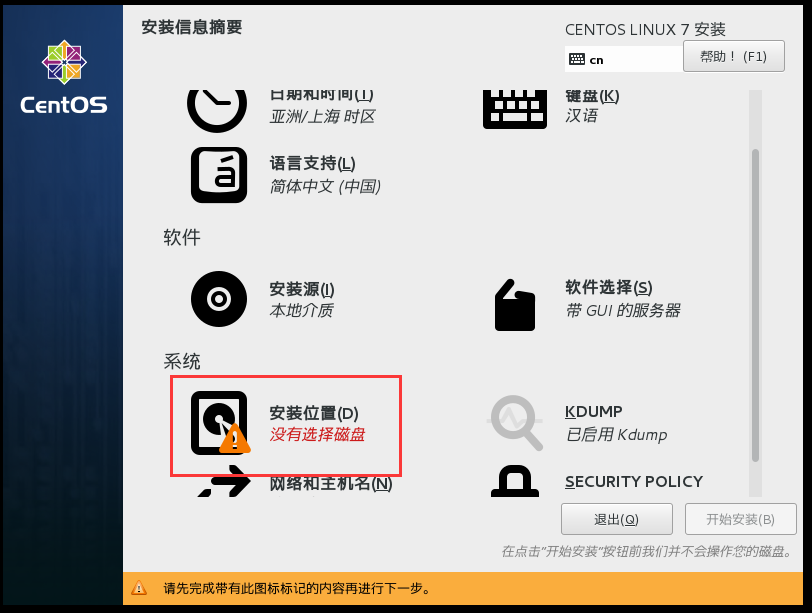 安装信息摘要
CENTOS LINUX 7 安装
cn
帮助！ (F1)
CentOS
日期和时间(T)
亚洲/上海 时区
键盘(K)
汉语
语言支持(L)
简体中文 (中国)
软件
安装源(I)
本地介质
软件选择(S)
带 GUI 的服务器
系统
安装位置(D)
没有选择磁盘
KDUMP
已启用 Kdump
网络和主机名(N)
SECURITY POLICY
退出(Q)
开始安装(B)
在点击“开始安装”按钮前我们并不会操作您的磁盘。
请先完成带有此图标标记的内容再进行下一步。